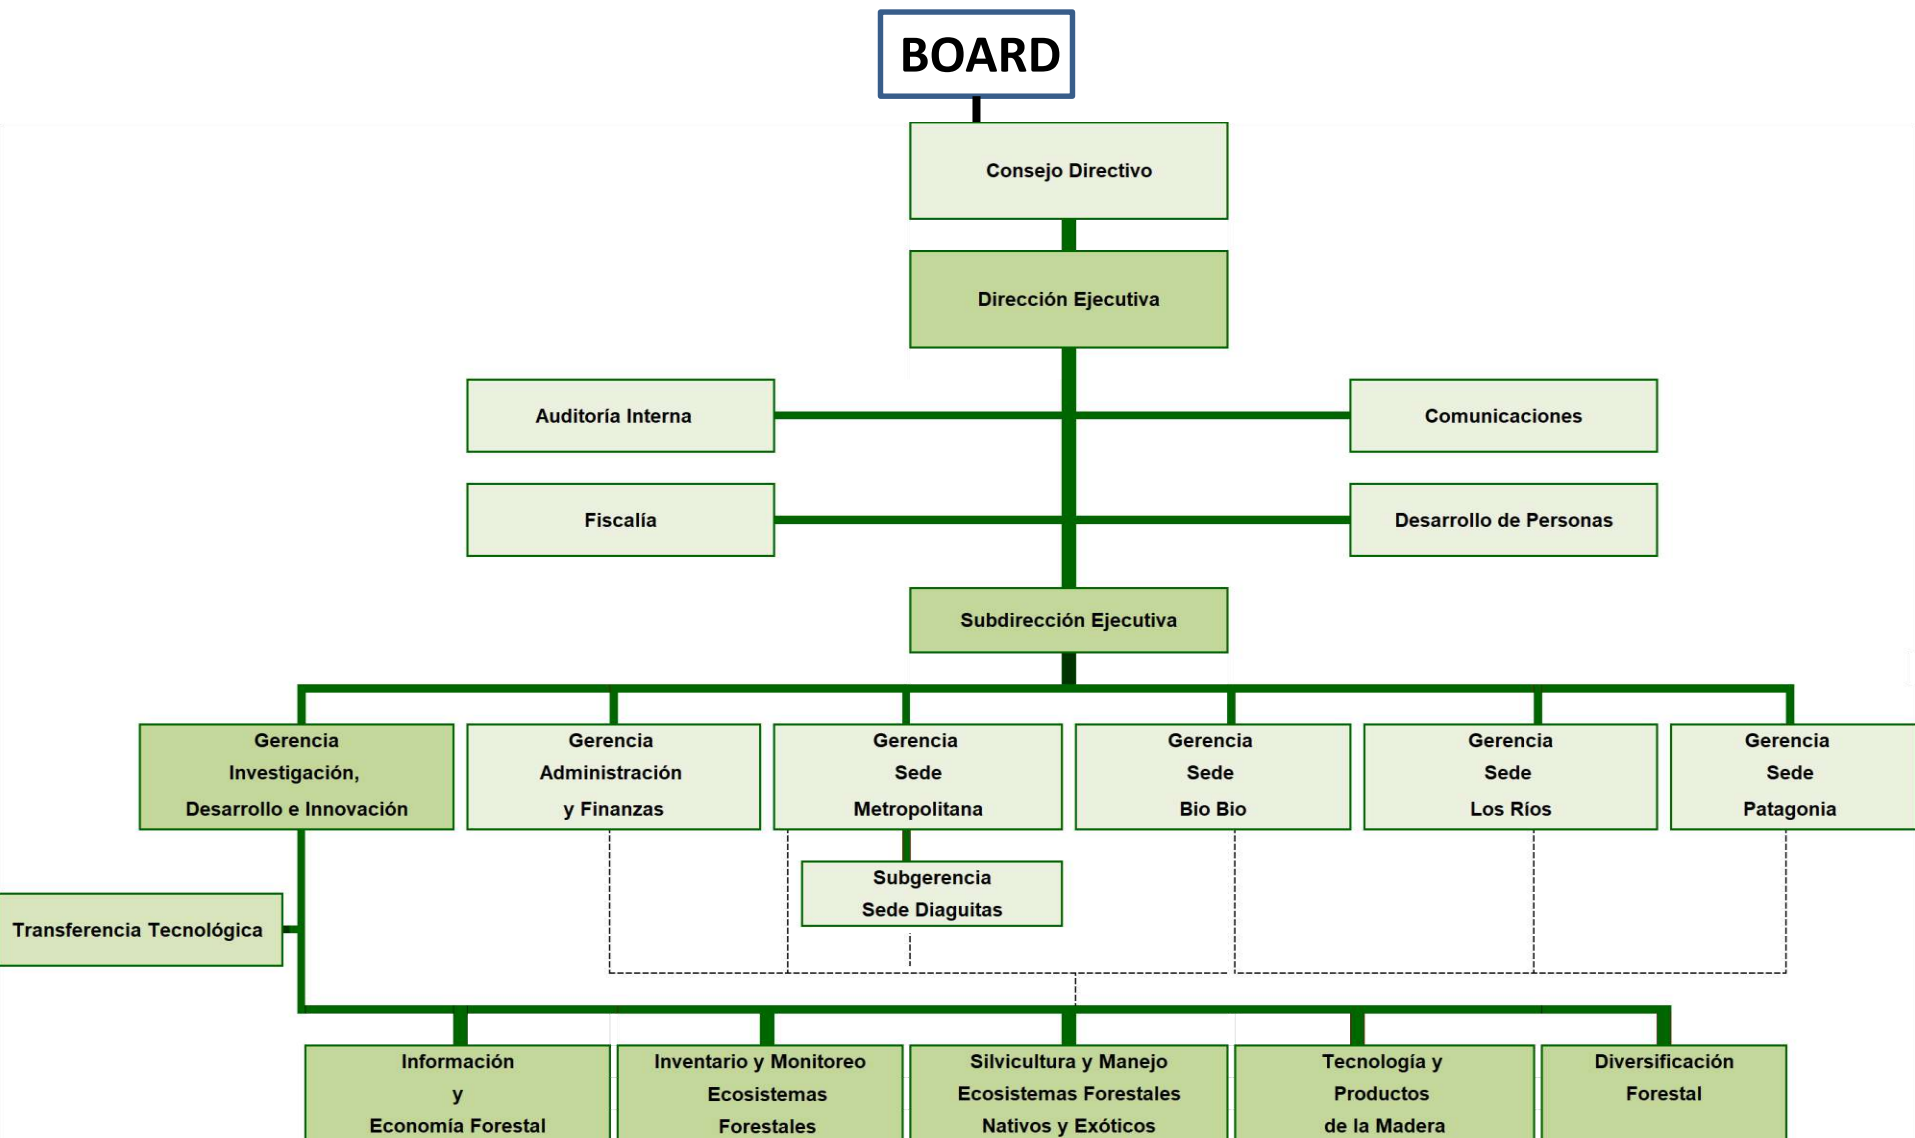 BOARD
Consejo Directivo
Dirección Ejecutiva
Auditoría Interna
Comunicaciones
Fiscalía
Desarrollo de Personas
Subdirección Ejecutiva
Gerencia
Investigación,
Desarrollo e Innovación
Gerencia
Administración
y Finanzas
Gerencia
Sede
Metropolitana
Gerencia
Sede
Bio Bio
Gerencia
Sede
Los Ríos
Gerencia
Sede
Patagonia
Subgerencia
Sede Diaguitas
Transferencia Tecnológica
Información
y
Economía Forestal
Inventario y Monitoreo
Ecosistemas
Forestales
Silvicultura y Manejo
Ecosistemas Forestales
Nativos y Exóticos
Tecnología y
Productos
de la Madera
Diversificación
Forestal